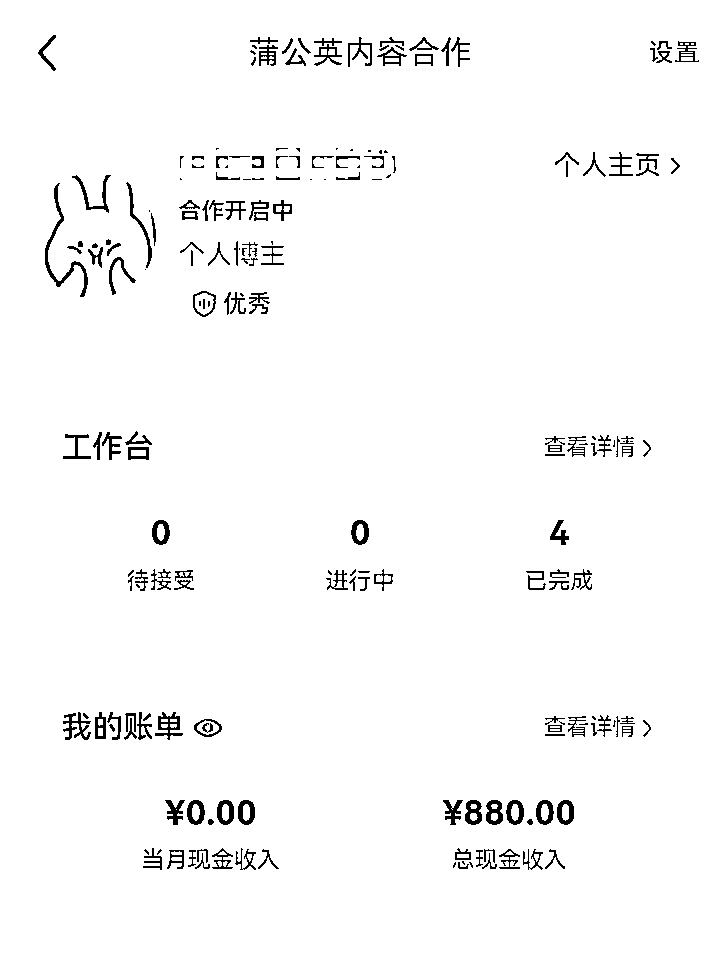 蒲公英内容合作
设置
个人主页
合作开启中
个人博主
优秀
工作台
查看详情
0
0
4
待接受
进行中
已完成
我的账单
查看详情
¥0.00
¥880.00
当月现金收入
总现金收入